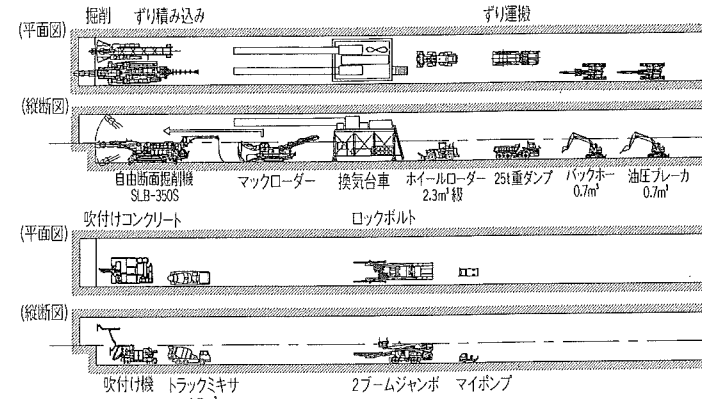 掘削 ずり積み込み ずり運搬
(平面図)
(縦断図)
自由断面掘削機 マックローダー 換気台車 ホイールローダー 25t重ダンプ バックホー 油圧ブレーカ
SLB-350S 2.3m³級 0.7m³ 0.7m³
吹付けコンクリート ロックボルト
(平面図)
(縦断図)
吹付け機 トラックミキサ 2ブームジャンボ マイポンプ